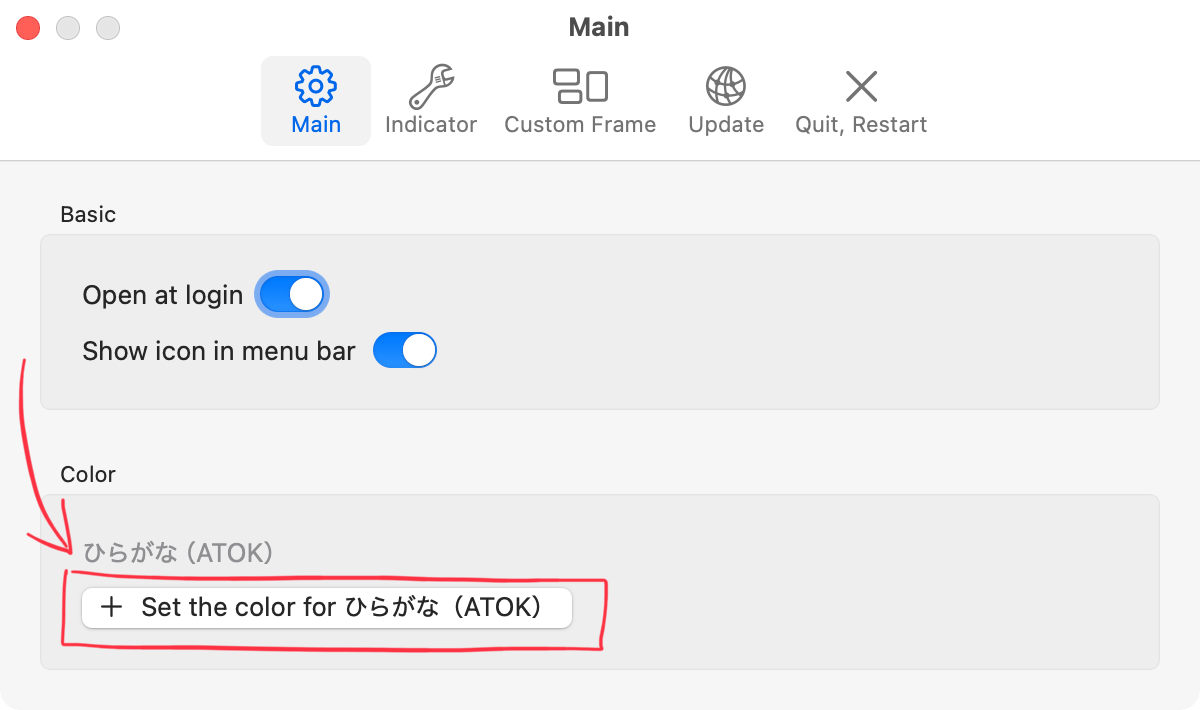 Main
Main Indicator Custom Frame Update Quit, Restart
Basic
Open at login
Show icon in menu bar
Color
ひらがな（ATOK）
Set the color for ひらがな（ATOK）